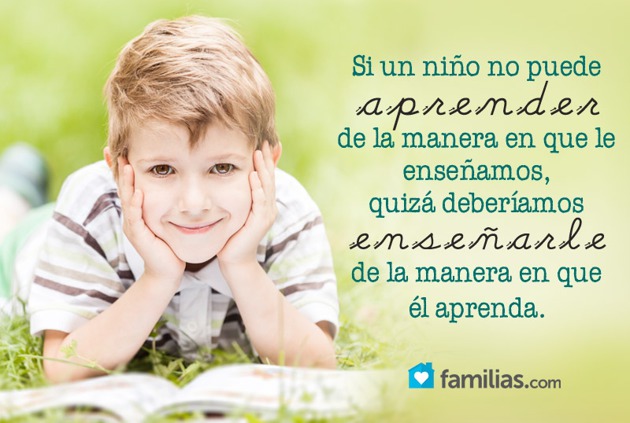 Si un niño no puede
aprender
de la manera en que le
enseñamos,
quizá deberíamos
enseñarle
de la manera en que
él aprenda.
familias.com